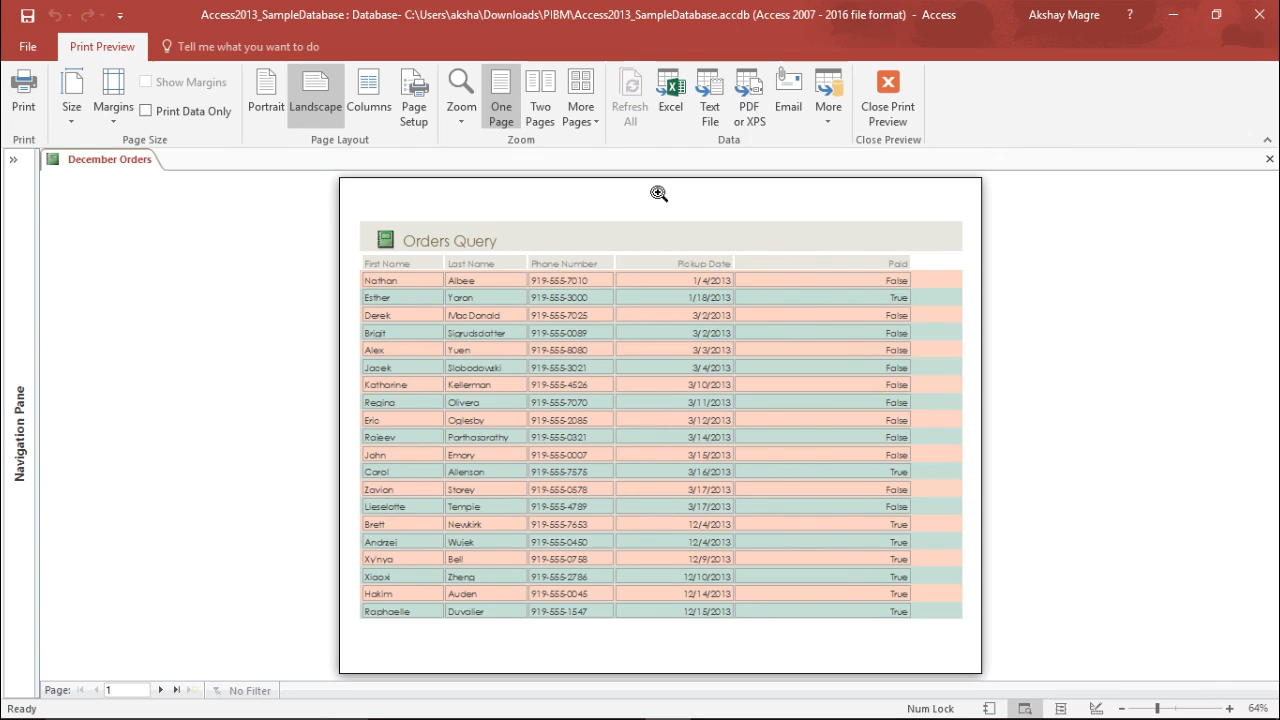 Access2013_SampleDatabase : Database- C:\Users\aksha\Downloads\PIBM\Access2013_SampleDatabase.accdb (Access 2007 - 2016 file format) - Access Akshay Magre ?
File Print Preview Tell me what you want to do
Print Size Margins Show Margins Print Data Only Portrait Landscape Columns Page Setup Zoom One Page Two Pages More Pages Refresh All Excel Text File PDF or XPS Email More Close Print Preview
Print Page Size Page Layout Zoom Data Close Preview
December Orders
Navigation Pane
Orders Query
First Name Last Name Phone Number Pickup Date Paid
Nathan Albee 919-555-7010 1/4/2013 False
Esther Yaron 919-555-3000 1/18/2013 True
Derek MacDonald 919-555-7025 3/2/2013 False
Brigit Sigrudsdatter 919-555-0089 3/2/2013 False
Alex Yuen 919-555-8080 3/3/2013 False
Jacek Slobodowski 919-555-3021 3/4/2013 False
Katharine Kellerman 919-555-4526 3/10/2013 False
Regina Olivera 919-555-7070 3/11/2013 False
Eric Oglesby 919-555-2085 3/12/2013 False
Rajeev Parthasarathy 919-555-0321 3/14/2013 False
John Emory 919-555-0007 3/15/2013 False
Carol Allenson 919-555-7575 3/16/2013 True
Zavion Storey 919-555-0578 3/17/2013 False
Lieselotte Temple 919-555-4789 3/17/2013 False
Brett Newkirk 919-555-7653 12/4/2013 True
Andrzej Wujek 919-555-0450 12/4/2013 True
Xy'nya Bell 919-555-0758 12/9/2013 True
Xiaoxi Zheng 919-555-2786 12/10/2013 True
Hakim Auden 919-555-0045 12/14/2013 True
Raphaelle Duvalier 919-555-1547 12/15/2013 True
Page: 1 No Filter
Ready Num Lock 64%